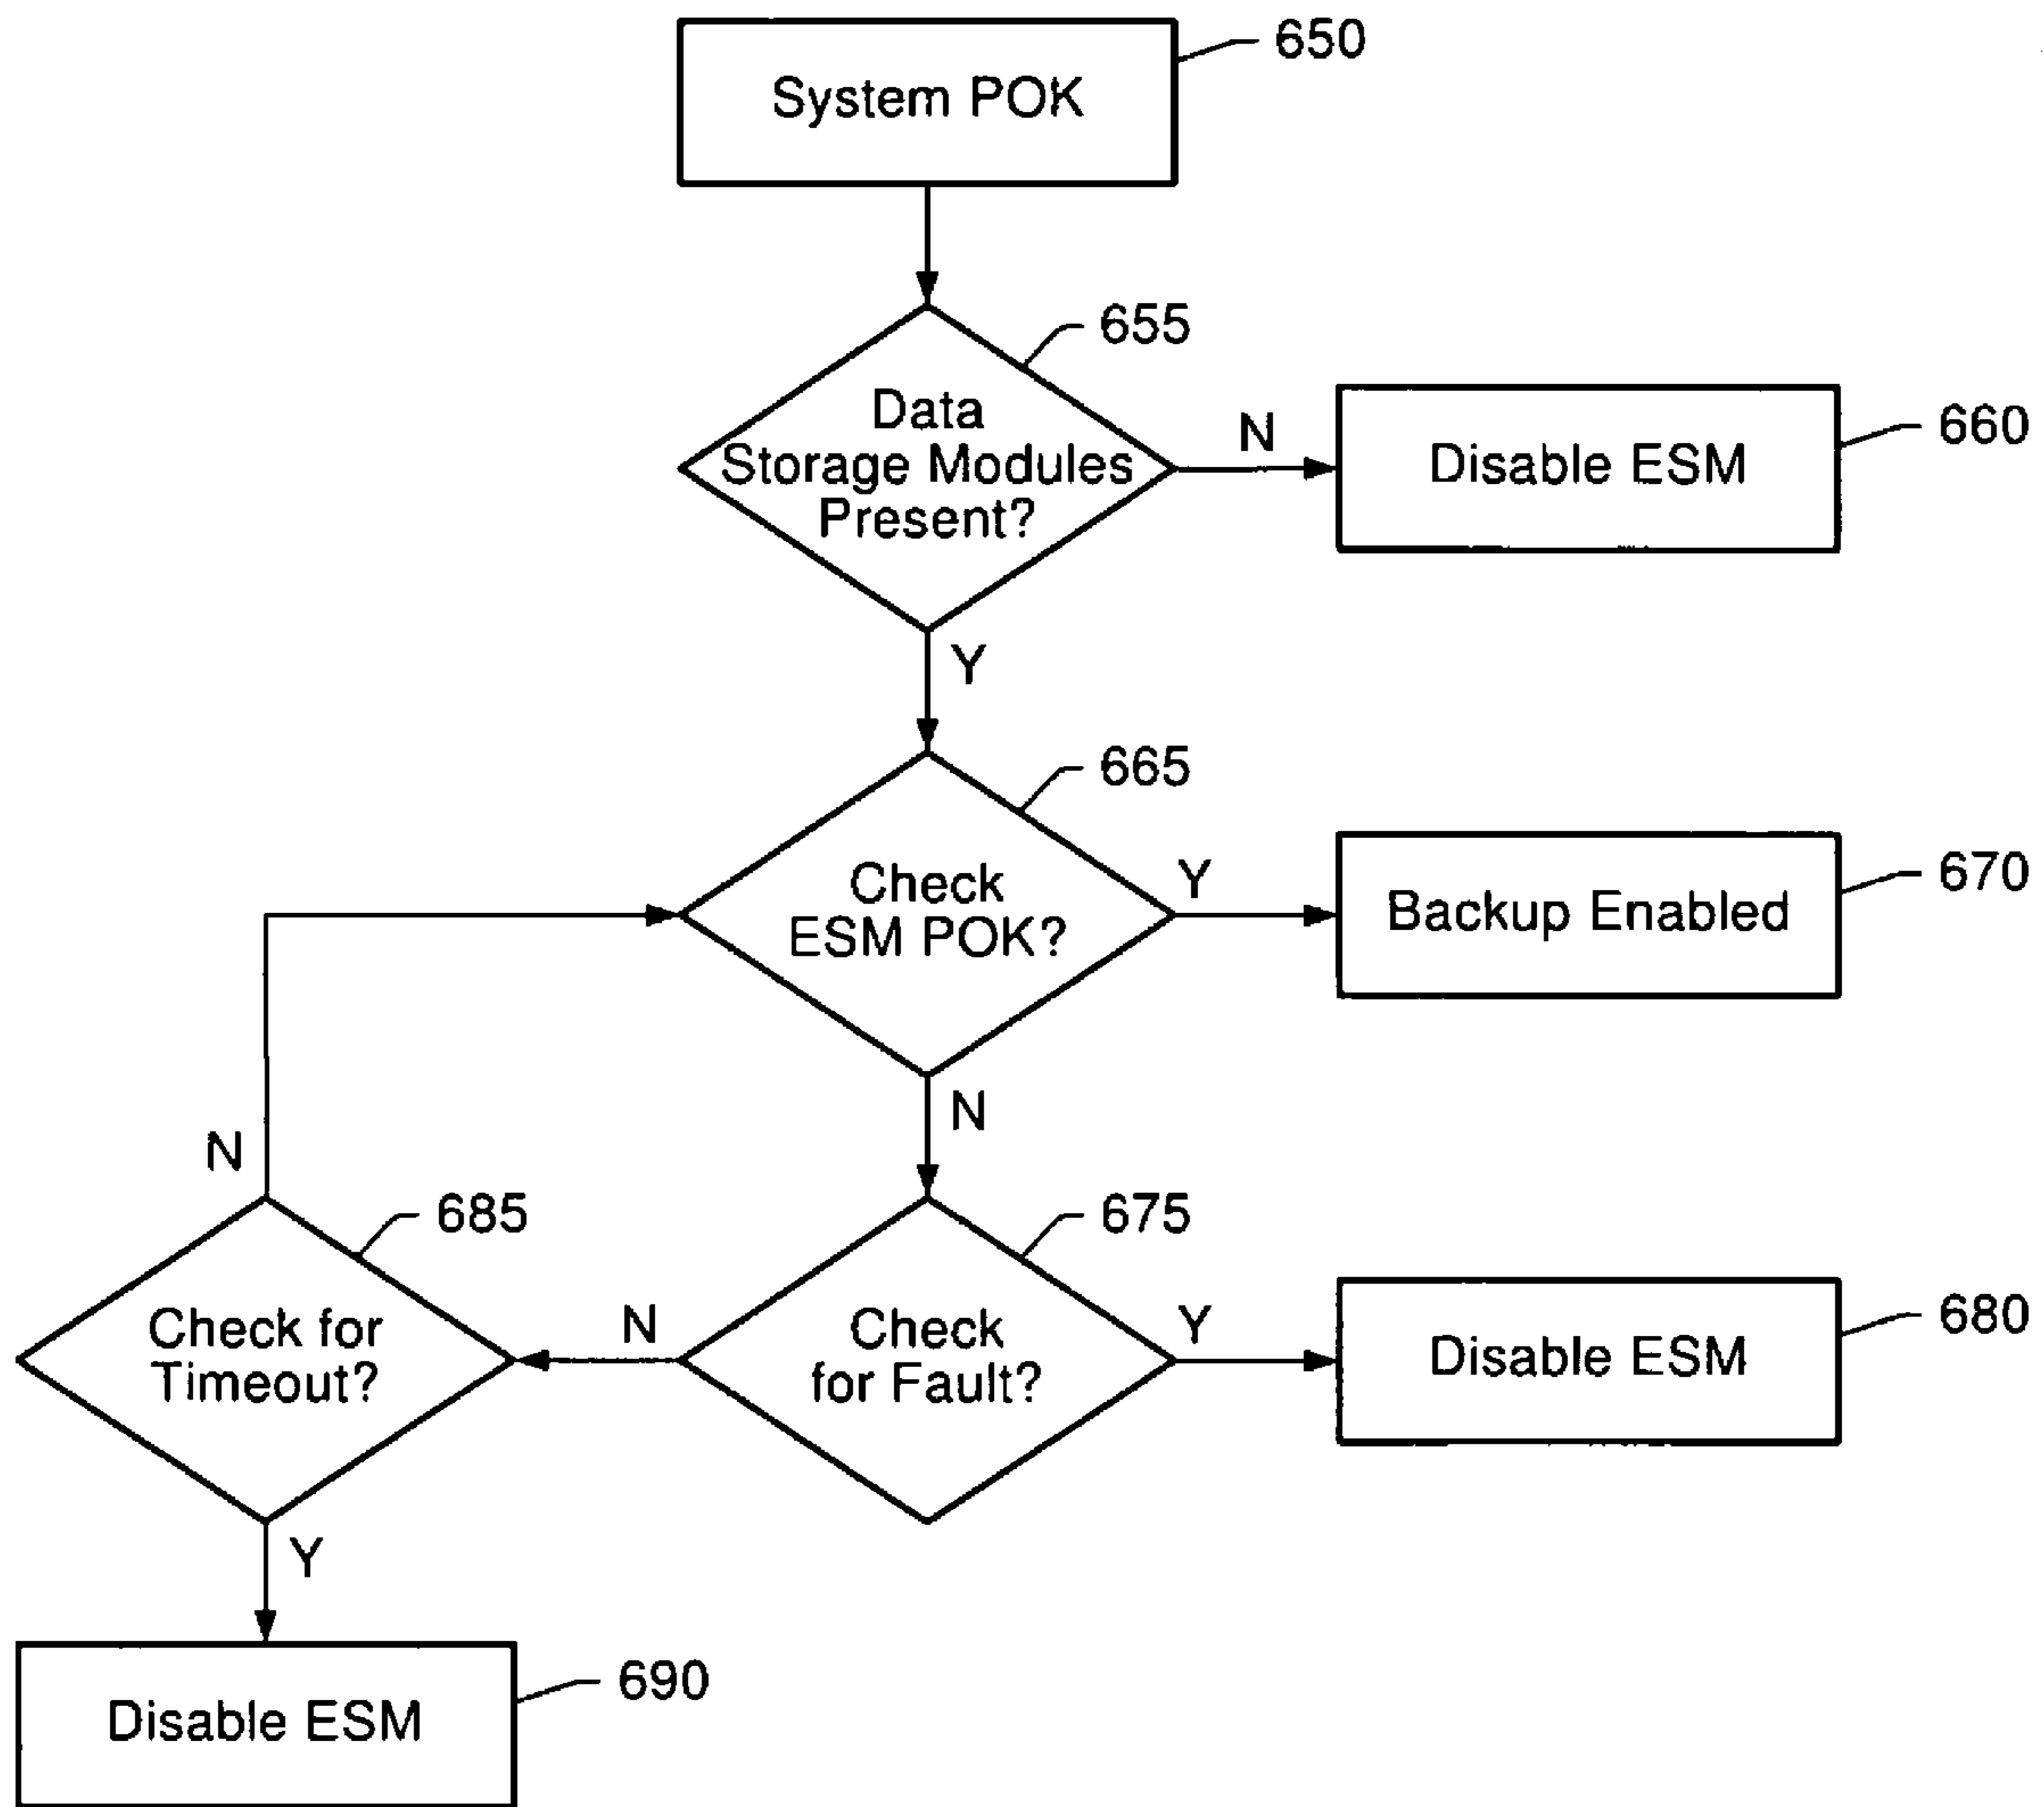 650
System POK
655
Data
Storage Modules
Present?
N
660
Disable ESM
Y
665
Check
ESM POK?
Y
670
Backup Enabled
N
N
685
Check for
Timeout?
N
675
Check
for Fault?
Y
680
Disable ESM
Y
690
Disable ESM